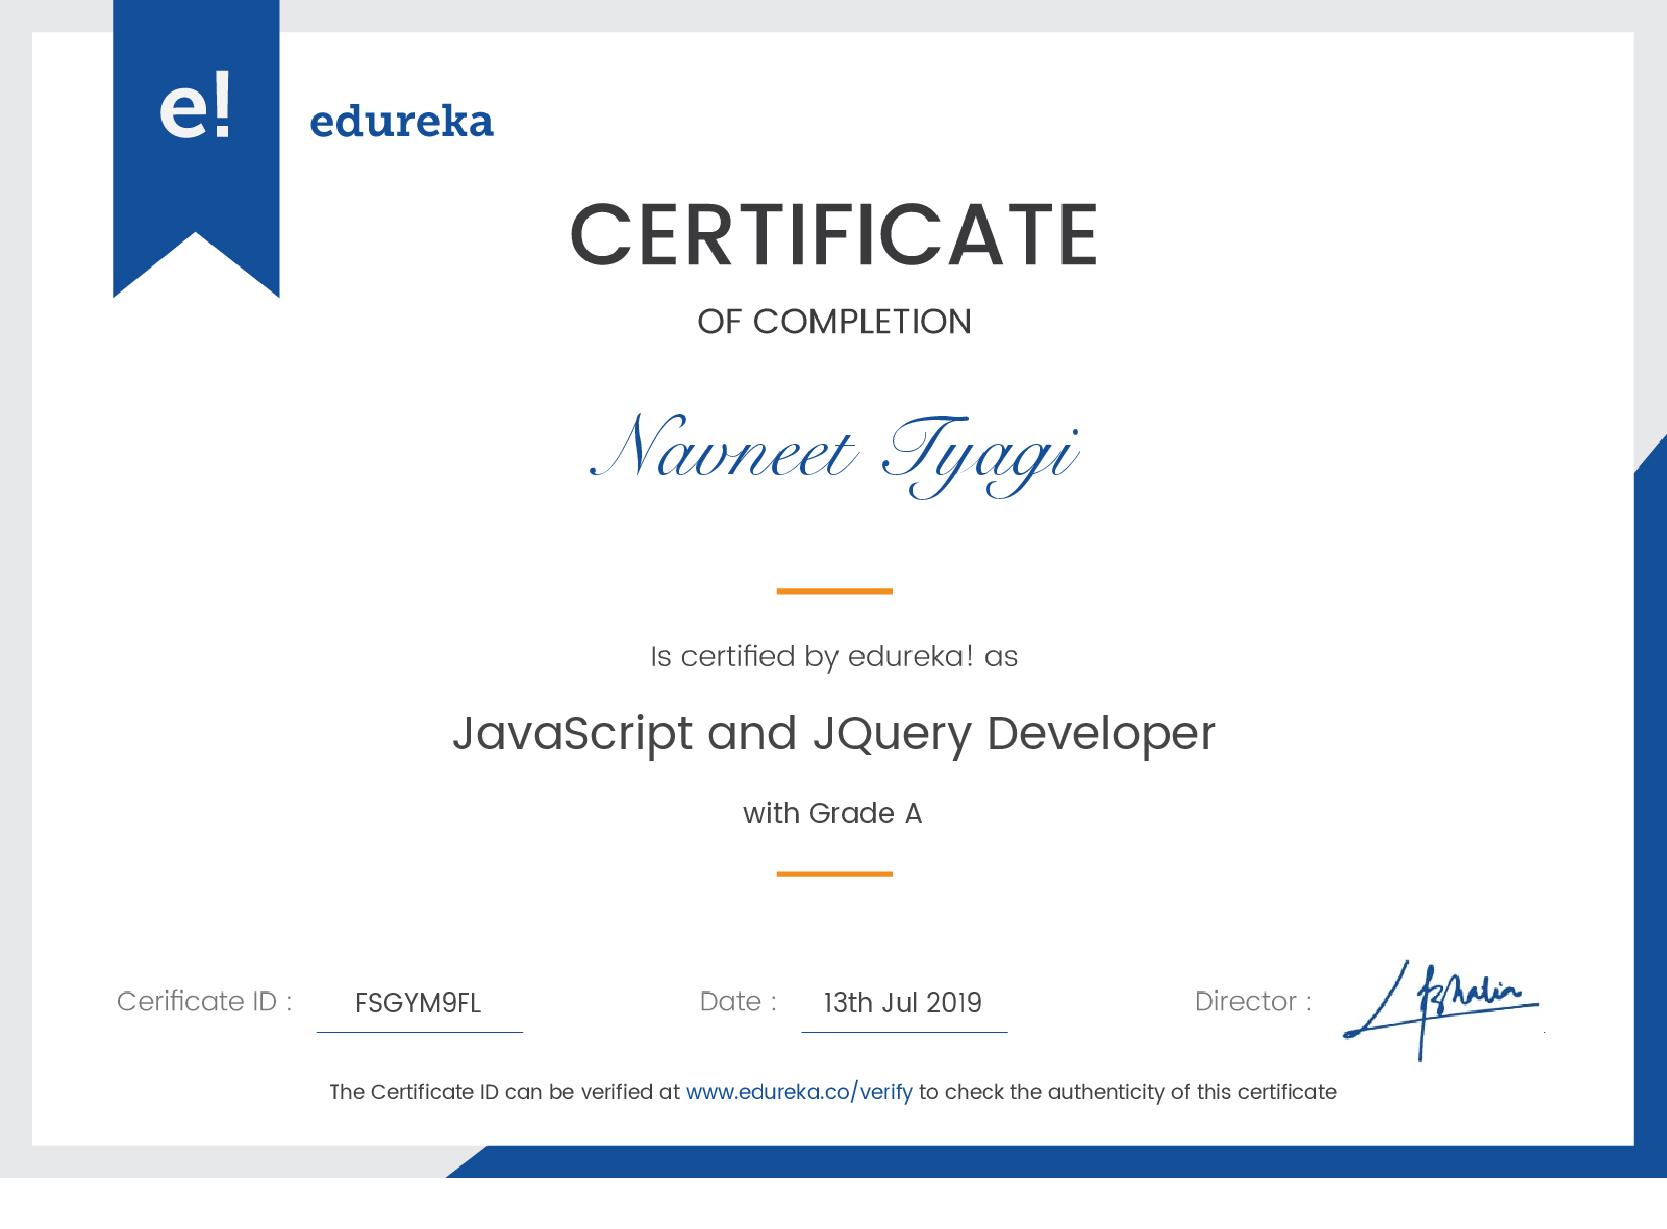 e!
edureka
CERTIFICATE
OF COMPLETION
Navneet Tyagi
Is certified by edureka! as
JavaScript and JQuery Developer
with Grade A
Cerificate ID : FSGYM9FL Date : 13th Jul 2019 Director :
The Certificate ID can be verified at www.edureka.co/verify to check the authenticity of this certificate